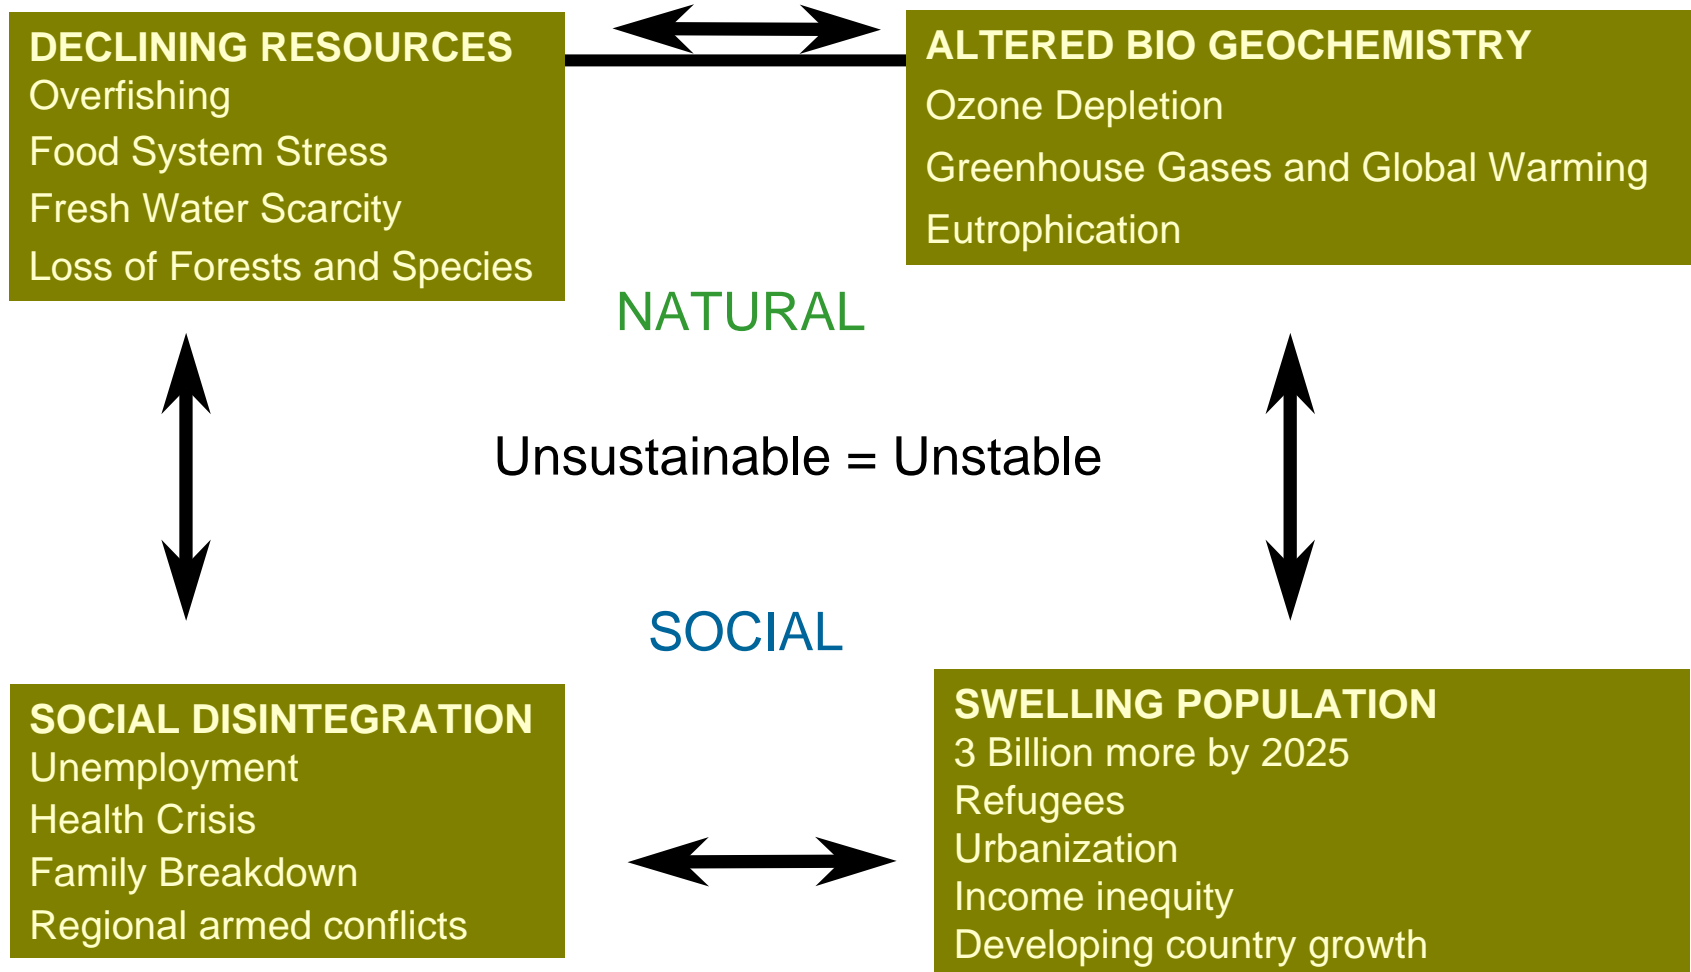 DECLINING RESOURCES
Overfishing
Food System Stress
Fresh Water Scarcity
Loss of Forests and Species
ALTERED BIO GEOCHEMISTRY
Ozone Depletion
Greenhouse Gases and Global Warming
Eutrophication
NATURAL
Unsustainable = Unstable
SOCIAL
SOCIAL DISINTEGRATION
Unemployment
Health Crisis
Family Breakdown
Regional armed conflicts
SWELLING POPULATION
3 Billion more by 2025
Refugees
Urbanization
Income inequity
Developing country growth